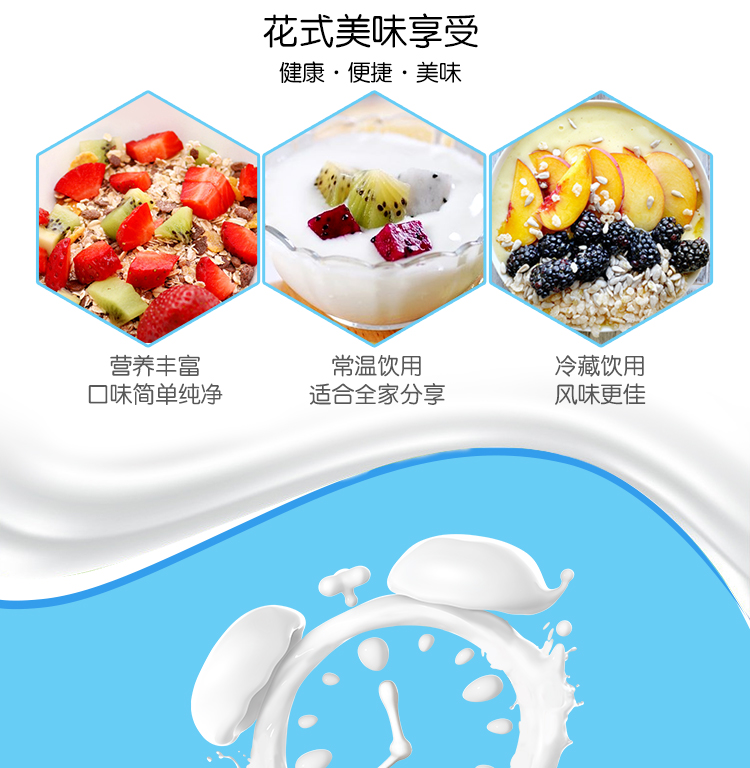 花式美味享受
健康·便捷·美味
营养丰富
口味简单纯净
常温饮用
适合全家分享
冷藏饮用
风味更佳